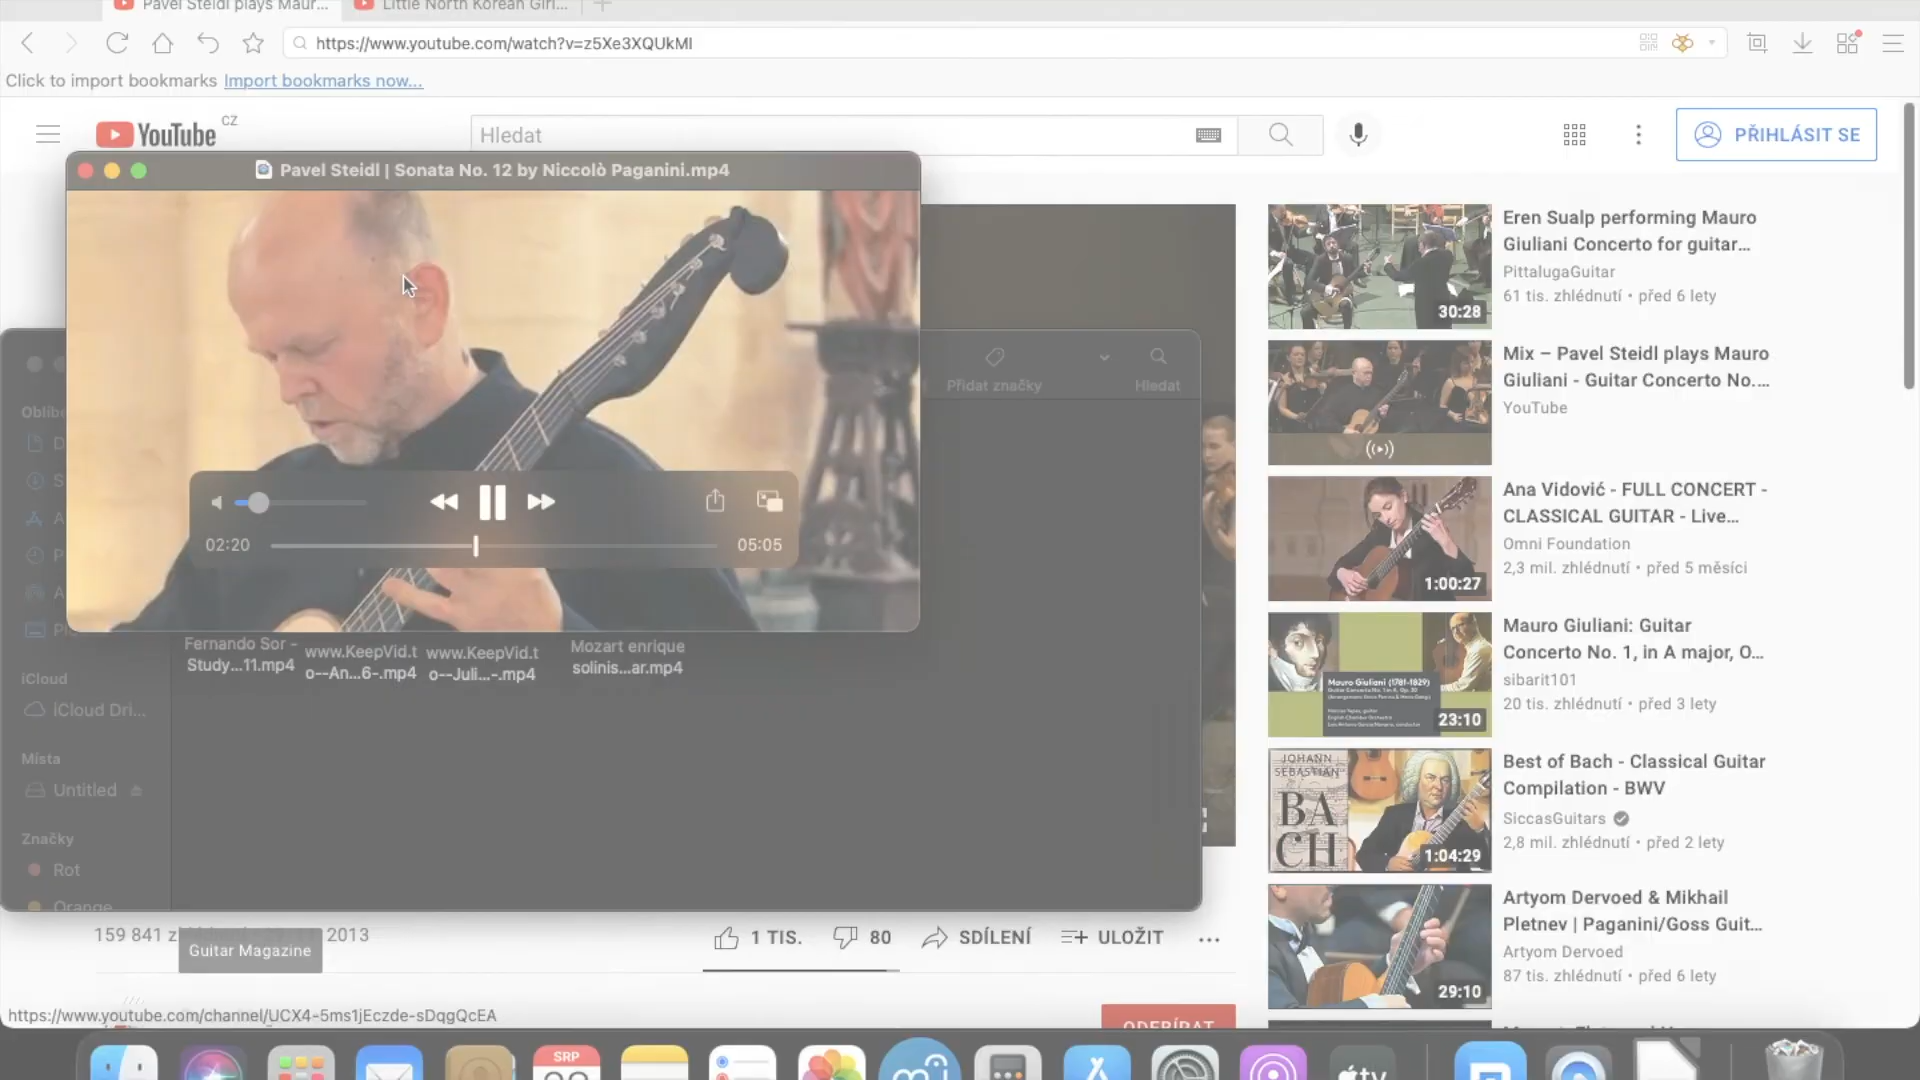 Pavel Steidl plays Maur...
Little North Korean Girl...
https://www.youtube.com/watch?v=z5Xe3XQUkMI
Click to import bookmarks Import bookmarks now...
YouTube CZ
Hledat
PŘIHLÁSIT SE
Pavel Steidl | Sonata No. 12 by Niccolò Paganini.mp4
02:20
05:05
Přidat značky
Hledat
Oblíbe
iCloud
iCloud Dri...
Místa
Untitled
Značky
Rot
Orange
Fernando Sor -
Study...11.mp4
www.KeepVid.t
o--An...6-.mp4
www.KeepVid.t
o--Juli...-.mp4
Mozart enrique
solinis...ar.mp4
159 841
2013
Guitar Magazine
1 TIS.
80
SDÍLENÍ
ULOŽIT
ODEBÍRAT
https://www.youtube.com/channel/UCX4-5ms1jEczde-sDqgQcEA
30:28
Eren Sualp performing Mauro
Giuliani Concerto for guitar...
PittalugaGuitar
61 tis. zhlédnutí • před 6 lety
Mix – Pavel Steidl plays Mauro
Giuliani - Guitar Concerto No....
YouTube
1:00:27
Ana Vidović - FULL CONCERT -
CLASSICAL GUITAR - Live...
Omni Foundation
2,3 mil. zhlédnutí • před 5 měsíci
Mauro Giuliani (1781-1829)
23:10
Mauro Giuliani: Guitar
Concerto No. 1, in A major, O...
sibarit101
20 tis. zhlédnutí • před 3 lety
JOHANN
SEBASTIAN
BA
CH
1:04:29
Best of Bach - Classical Guitar
Compilation - BWV
SiccasGuitars
2,8 mil. zhlédnutí • před 2 lety
29:10
Artyom Dervoed & Mikhail
Pletnev | Paganini/Goss Guit...
Artyom Dervoed
87 tis. zhlédnutí • před 6 lety
SRP
tv